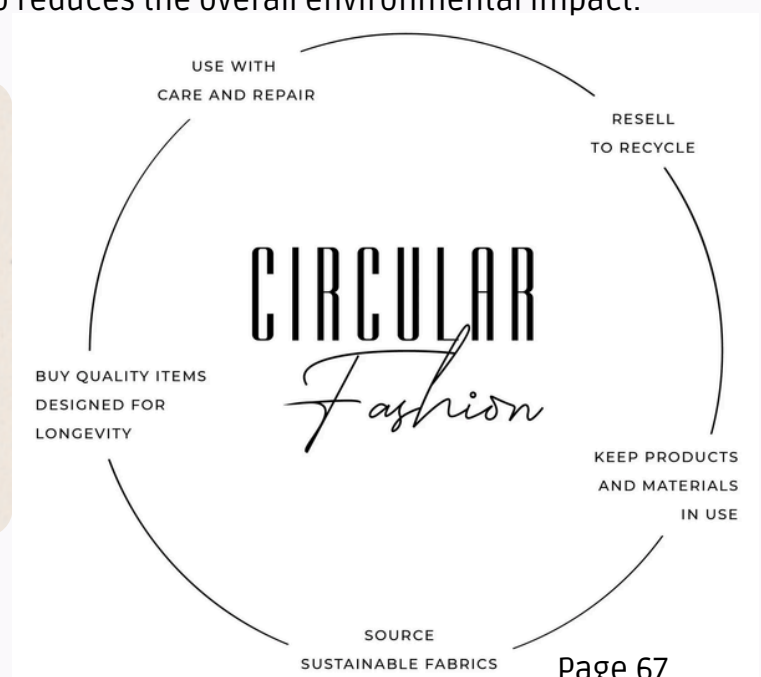 reduces the overall environmental impact.
USE WITH
CARE AND REPAIR
RESELL
TO RECYCLE
CIRCULAR
Fashion
BUY QUALITY ITEMS
DESIGNED FOR
LONGEVITY
KEEP PRODUCTS
AND MATERIALS
IN USE
SOURCE
SUSTAINABLE FABRICS
Page 67